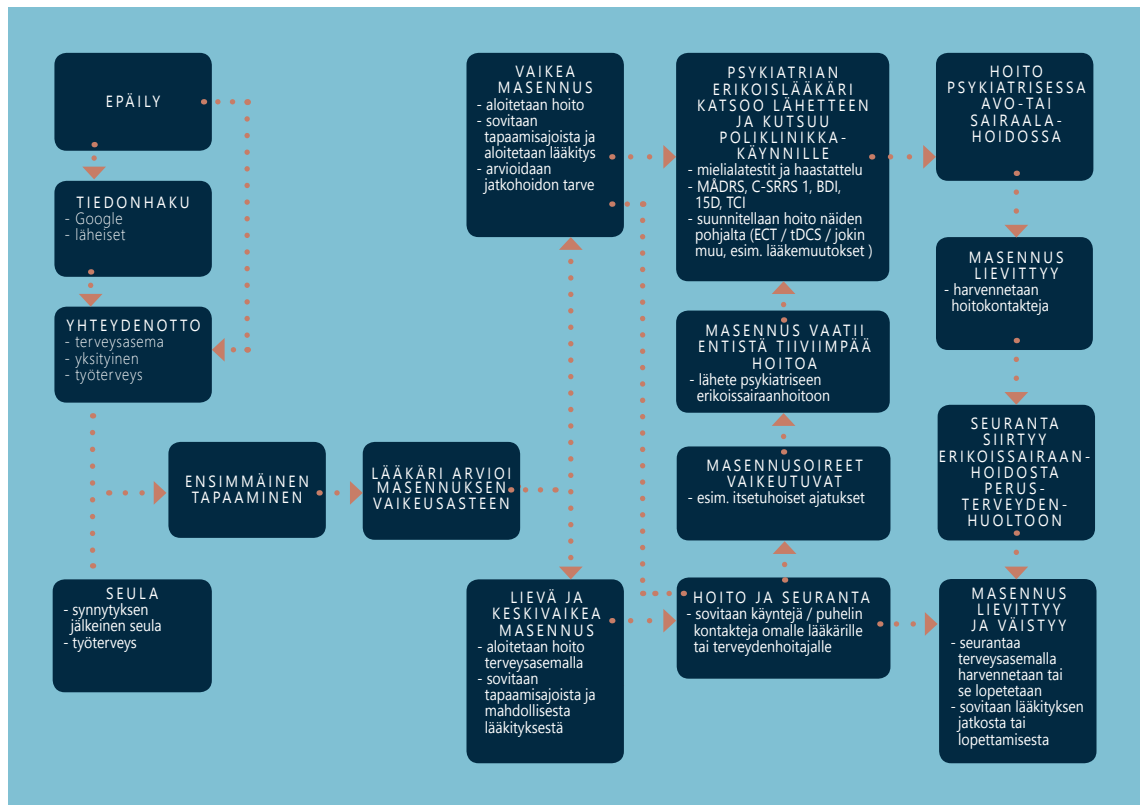 EPÄILY
TIEDONHAKU
- Google
- läheiset
YHTEYDENOTTO
- terveysasema
- yksityinen
- työterveys
SEULA
- synnytyksen
jälkeinen seula
- työterveys
ENSIMMÄINEN
TAPAAMINEN
LÄÄKÄRI ARVIOI
MASENNUKSEN
VAIKEUSASTEEN
VAIKEA
MASENNUS
- aloitetaan hoito
- sovitaan
tapaamisajoista ja
aloitetaan lääkitys
- arvioidaan
jatkohoidon tarve
LIEVÄ JA
KESKIVAIKEA
MASENNUS
- aloitetaan hoito
terveysasemalla
- sovitaan
tapaamisajoista ja
mahdollisesta
lääkityksestä
PSYKIATRIAN
ERIKOISLÄÄKÄRI
KATSOO LÄHETTEEN
JA KUTSUU
POLIKLINIKKA-
KÄYNNILLE
- mielialatestit ja haastattelu
- MÅDRS, C-SRRS 1, BDI,
15D, TCI
- suunnitellaan hoito näiden
pohjalta (ECT / tDCS / jokin
muu, esim. lääkemuutokset )
MASENNUS VAATII
ENTISTÄ TIIVIIMPÄÄ
HOITOA
- lähete psykiatriseen
erikoissairaanhoitoon
MASENNUSOIREET
VAIKEUTUVAT
- esim. itsetuhoiset ajatukset
HOITO JA SEURANTA
- sovitaan käyntejä / puhelin
kontakteja omalle lääkärille
tai terveydenhoitajalle
HOITO
PSYKIATRISESSA
AVO-TAI
SAIRAALA-
HOIDOSSA
MASENNUS
LIEVITTYY
- harvennetaan
hoitokontakteja
SEURANTA
SIIRTYY
ERIKOISSAIRAAN-
HOIDOSTA
PERUS-
TERVEYDEN-
HUOLTOON
MASENNUS
LIEVITTYY
JA VÄISTYY
- seurantaa
terveysasemalla
harvennetaan tai
se lopetetaan
- sovitaan lääkityksen
jatkosta tai
lopettamisesta